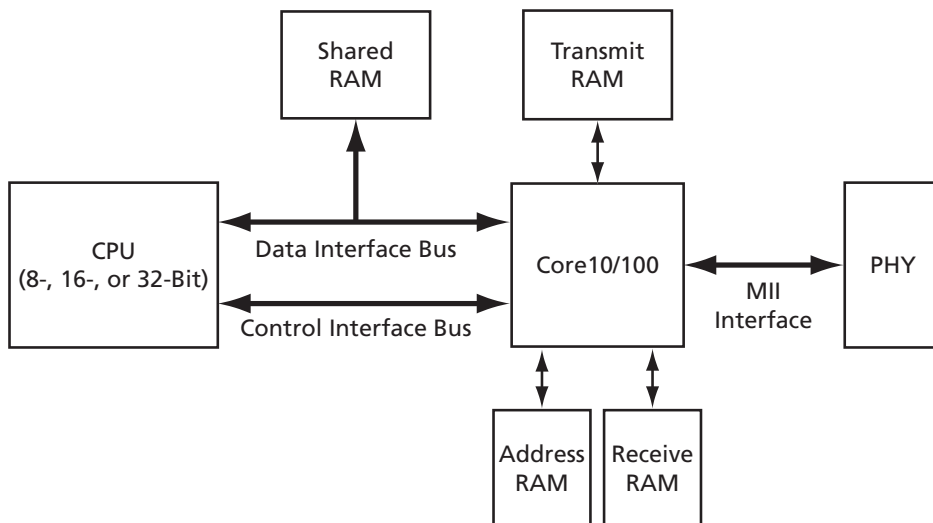 Shared
RAM
Transmit
RAM
CPU
(8-, 16-, or 32-Bit)
Data Interface Bus
Control Interface Bus
Core10/100
MII
Interface
PHY
Address
RAM
Receive
RAM